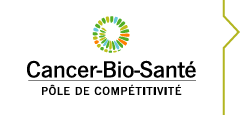 Cancer-Bio-Santé
PÔLE DE COMPÉTITIVITÉ